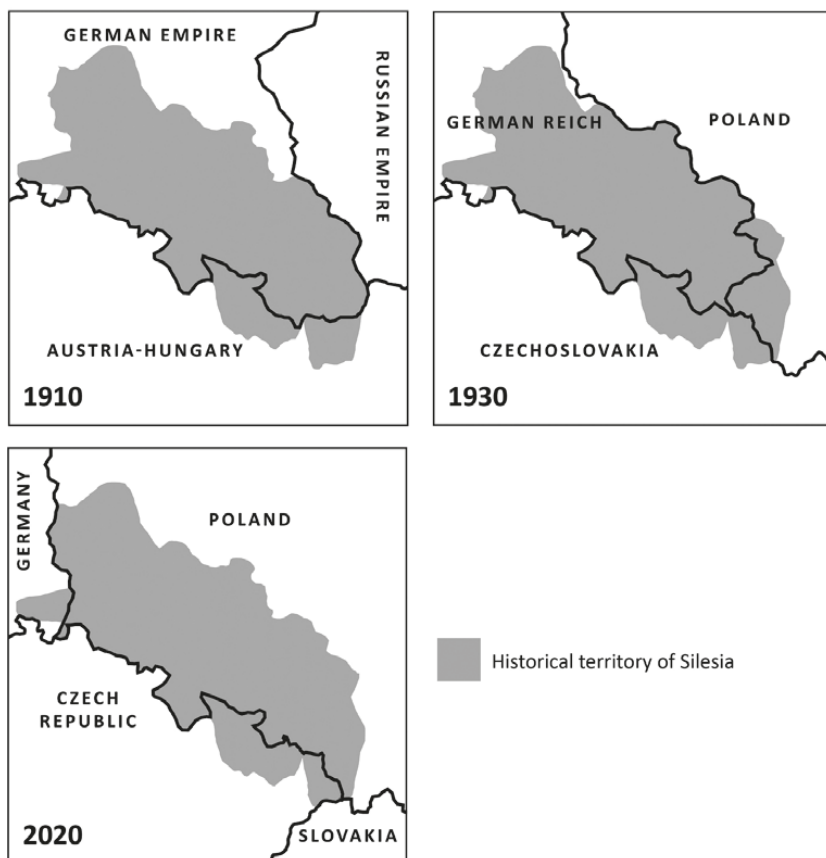 GERMAN EMPIRE
RUSSIAN EMPIRE
AUSTRIA-HUNGARY
1910
GERMAN REICH
POLAND
CZECHOSLOVAKIA
1930
GERMANY
POLAND
CZECH
REPUBLIC
SLOVAKIA
2020
Historical territory of Silesia